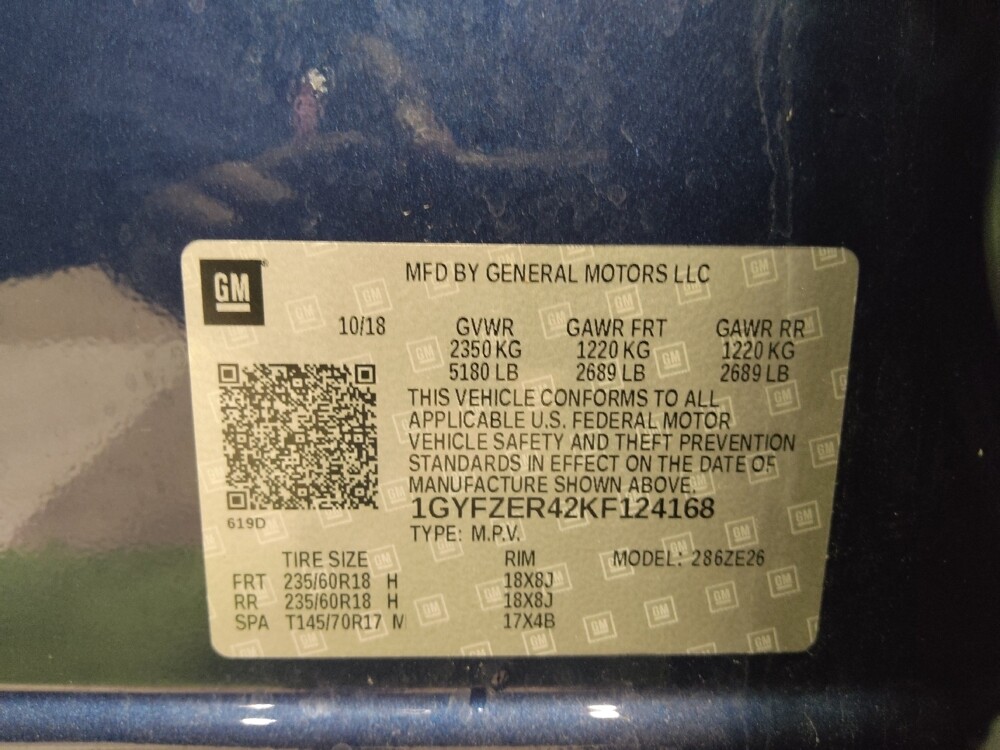 GM
MFD BY GENERAL MOTORS LLC
10/18 GVWR GAWR FRT GAWR RR
2350 KG 1220 KG 1220 KG
5180 LB 2689 LB 2689 LB
THIS VEHICLE CONFORMS TO ALL
APPLICABLE U.S. FEDERAL MOTOR
VEHICLE SAFETY AND THEFT PREVENTION
STANDARDS IN EFFECT ON THE DATE OF
MANUFACTURE SHOWN ABOVE.
1GYFZER42KF124168
619D
TYPE: M.P.V.
TIRE SIZE RIM MODEL: 286ZE26
FRT 235/60R18 H 18X8J
RR 235/60R18 H 18X8J
SPA T145/70R17 M 17X4B